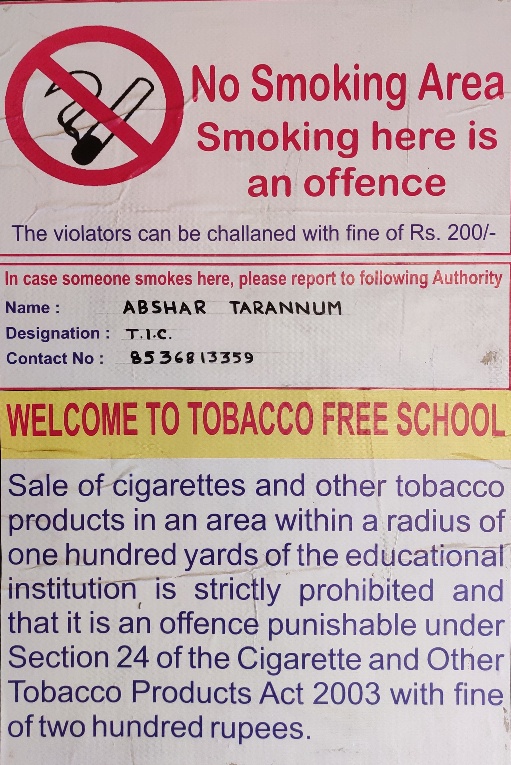 No Smoking Area
Smoking here is
an offence
The violators can be challaned with fine of Rs. 200/-
In case someone smokes here, please report to following Authority
Name : ABSHAR TARANNUM
Designation : T.I.C.
Contact No : 8536813359
WELCOME TO TOBACCO FREE SCHOOL
Sale of cigarettes and other tobacco
products in an area within a radius of
one hundred yards of the educational
institution is strictly prohibited and
that it is an offence punishable under
Section 24 of the Cigarette and Other
Tobacco Products Act 2003 with fine
of two hundred rupees.